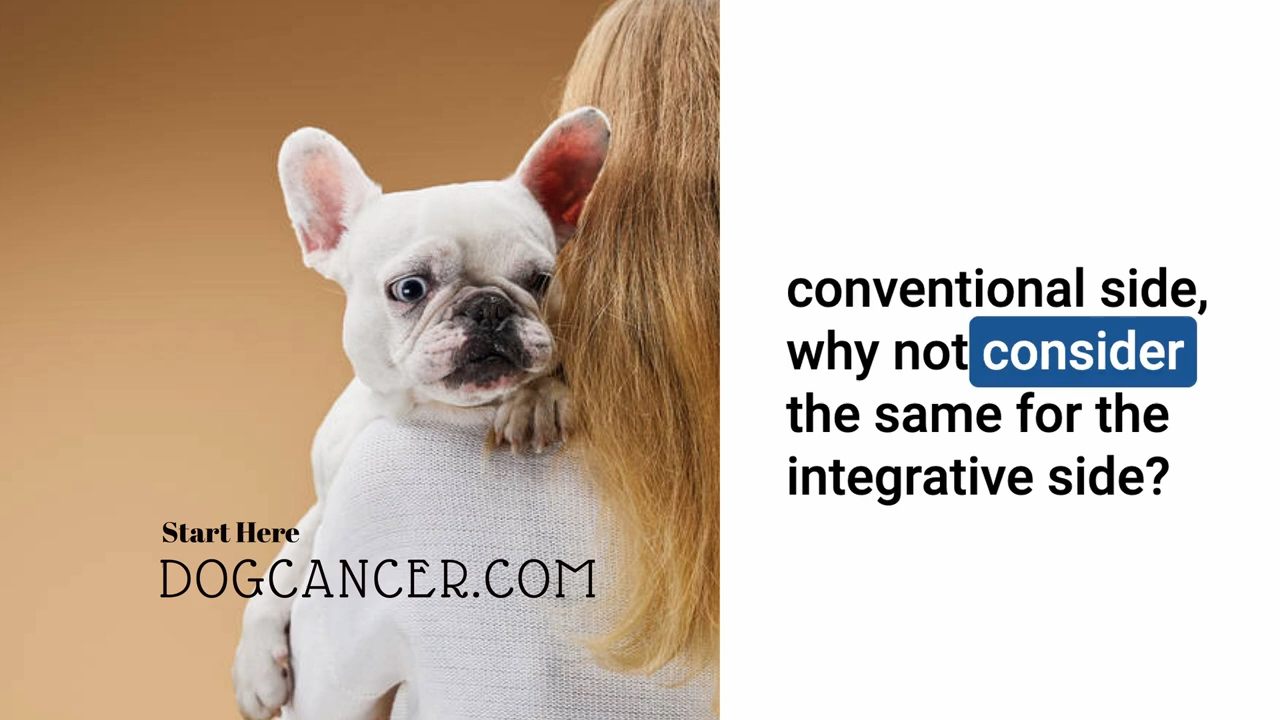 Start Here
DOGCANCER.COM
conventional side,
why not consider
the same for the
integrative side?